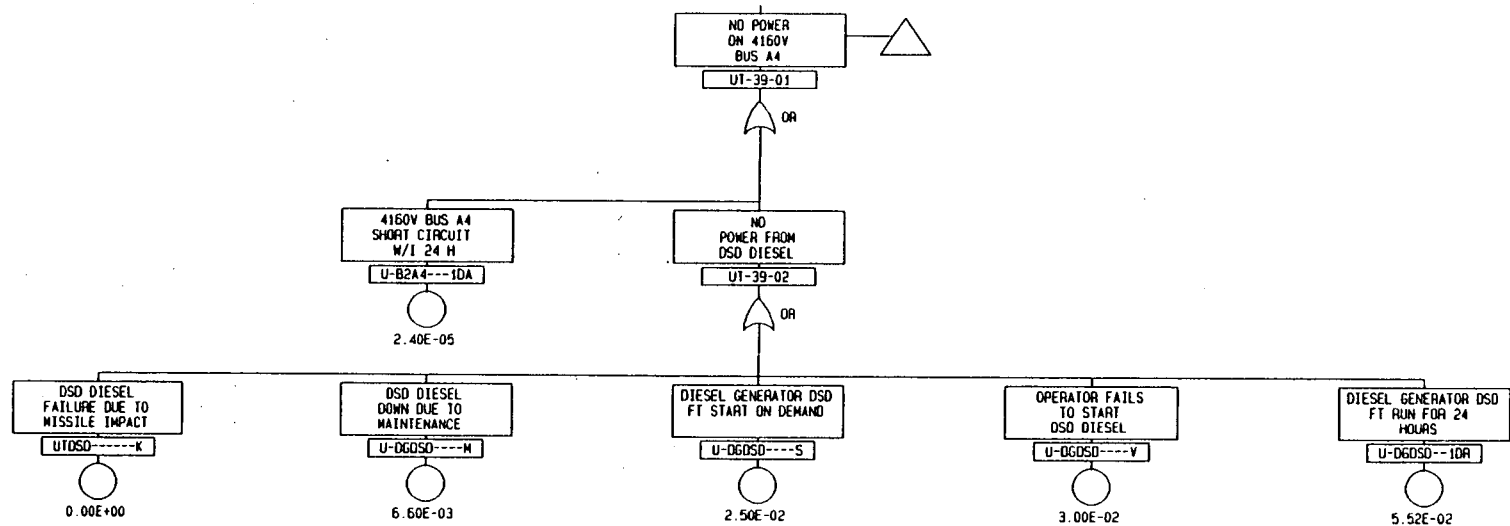 NO POWER
ON 4160V
BUS A4
UT-39-01
OR
4160V BUS A4
SHORT CIRCUIT
W/I 24 H
U-B2A4---1DA
2.40E-05
NO
POWER FROM
DSD DIESEL
UT-39-02
OR
DSD DIESEL
FAILURE DUE TO
MISSILE IMPACT
UTDSD------K
0.00E+00
DSD DIESEL
DOWN DUE TO
MAINTENANCE
U-DGDSD----M
6.60E-03
DIESEL GENERATOR DSD
FT START ON DEMAND
U-DGDSD----S
2.50E-02
OPERATOR FAILS
TO START
DSD DIESEL
U-DGDSD----V
3.00E-02
DIESEL GENERATOR DSD
FT RUN FOR 24
HOURS
U-DGDSD--1DR
5.52E-02